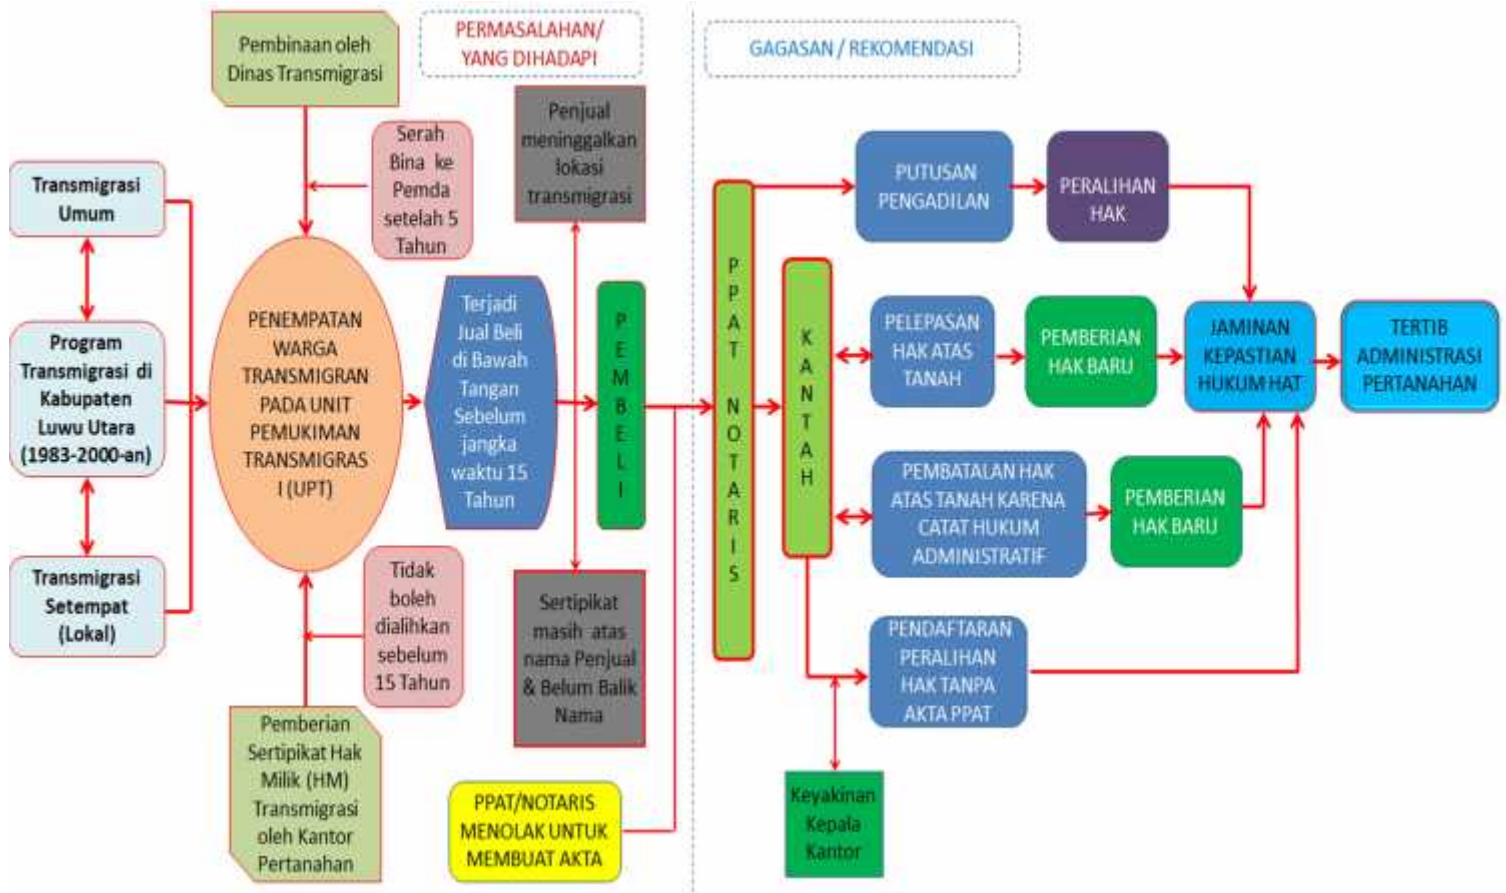 Pembinaan oleh
Dinas Transmigrasi
PERMASALAHAN/
YANG DIHADAPI
GAGASAN / REKOMENDASI
Serah
Bina ke
Pemda
setelah 5
Tahun
Penjual
meninggalkan
lokasi
transmigrasi
Transmigrasi
Umum
Program
Transmigrasi di
Kabupaten
Luwu Utara
(1983-2000-an)
Transmigrasi
Setempat
(Lokal)
PENEMPATAN
WARGA
TRANSMIGRAN
PADA UNIT
PEMUKIMAN
TRANSMIGRAS
I (UPT)
Terjadi
Jual Beli
di Bawah
Tangan
Sebelum
jangka
waktu 15
Tahun
P
E
M
B
E
L
I
Tidak
boleh
dialihkan
sebelum
15 Tahun
Pemberian
Sertipikat Hak
Milik (HM)
Transmigrasi
oleh Kantor
Pertanahan
Sertipikat
masih atas
nama Penjual
& Belum Balik
Nama
PPAT/NOTARIS
MENOLAK UNTUK
MEMBUAT AKTA
P
P
A
T
N
O
T
A
R
I
S
K
A
N
T
A
H
PUTUSAN
PENGADILAN
PERALIHAN
HAK
PELEPASAN
HAK ATAS
TANAH
PEMBERIAN
HAK BARU
JAMINAN
KEPASTIAN
HUKUM HAT
TERTIB
ADMINISTRASI
PERTANAHAN
PEMBATALAN HAK
ATAS TANAH KARENA
CATAT HUKUM
ADMINISTRATIF
PEMBERIAN
HAK BARU
PENDAFTARAN
PERALIHAN
HAK TANPA
AKTA PPAT
Keyakinan
Kepala
Kantor